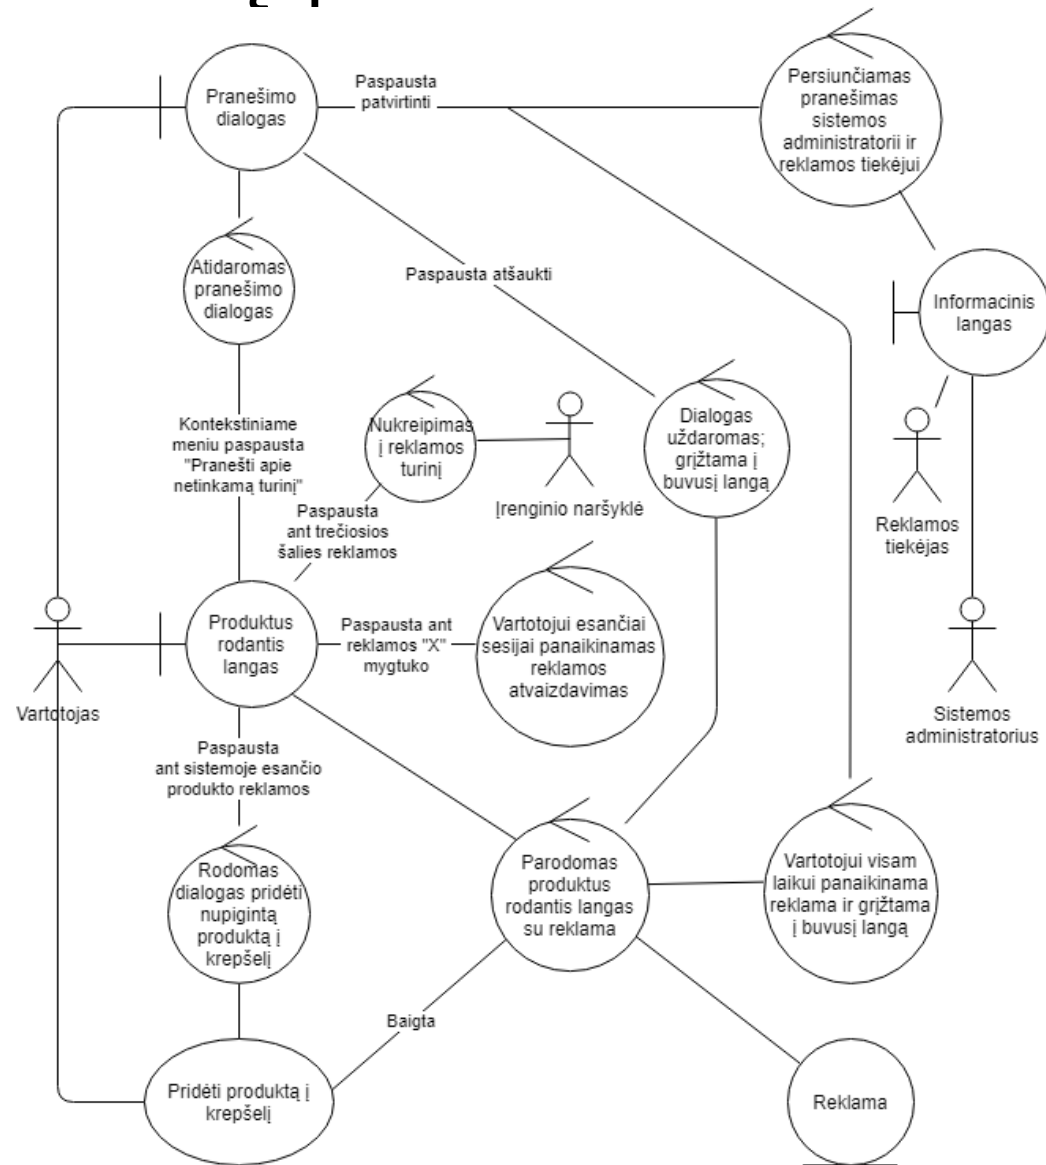 Pranešimo
dialogas
Paspausta
patvirtinti
Persiunčiamas
pranešimas
sistemos
administratorii ir
reklamos tiekėjui
Atidaromas
pranešimo
dialogas
Paspausta atšaukti
Informacinis
langas
Kontekstiniame
meniu paspausta
"Pranešti apie
netinkamą turinį"
Nukreipimas
į reklamos
turinį
Įrenginio naršyklė
Dialogas
uždaromas;
grįžtama į
buvusį langą
Reklamos
tiekėjas
Paspausta
ant trečiosios
šalies reklamos
Produktus
rodantis
langas
Paspausta ant
reklamos "X"
mygtuko
Vartotojui esančiai
sesijai panaikinamas
reklamos
atvaizdavimas
Vartotojas
Sistemos
administratorius
Paspausta
ant sistemoje esančio
produkto reklamos
Rodomas
dialogas pridėti
nupigintą
produktą į
krepšelį
Parodomas
produktus
rodantis langas
su reklama
Vartotojui visam
laikui panaikinama
reklama ir grįžtama
į buvusį langą
Baigta
Pridėti produktą į
krepšelį
Reklama